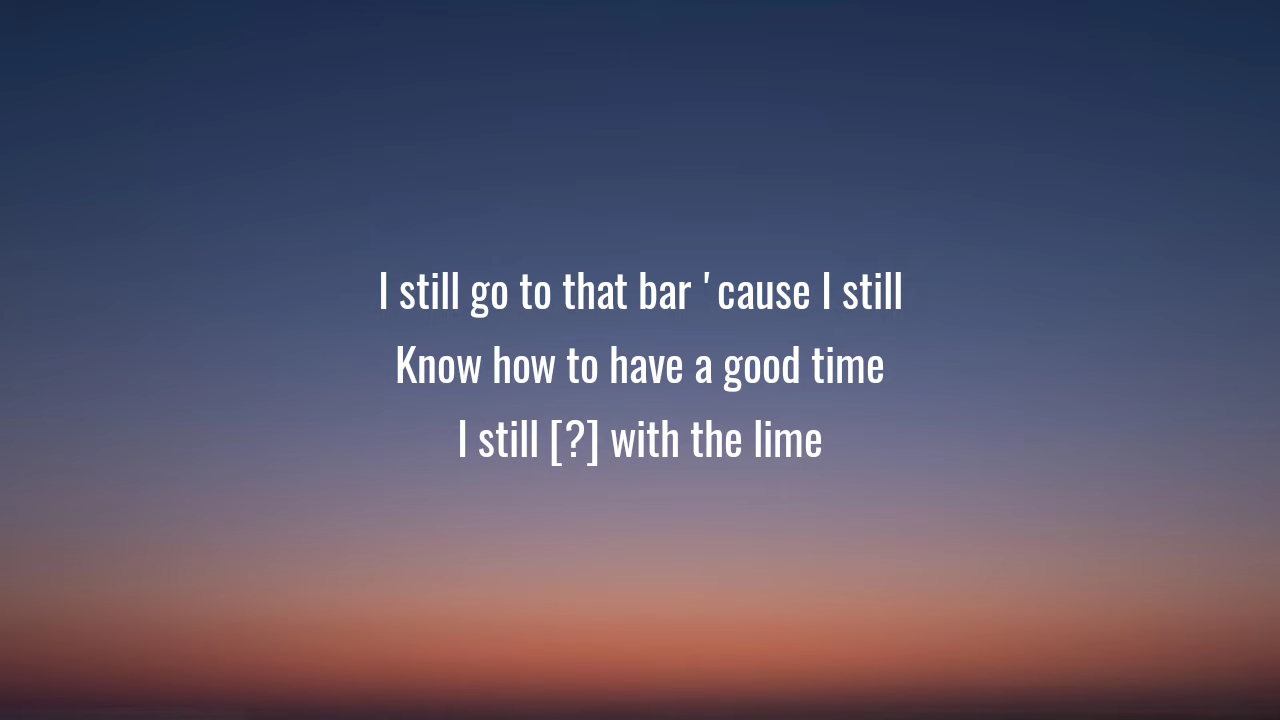 I still go to that bar 'cause I still
Know how to have a good time
I still [?] with the lime